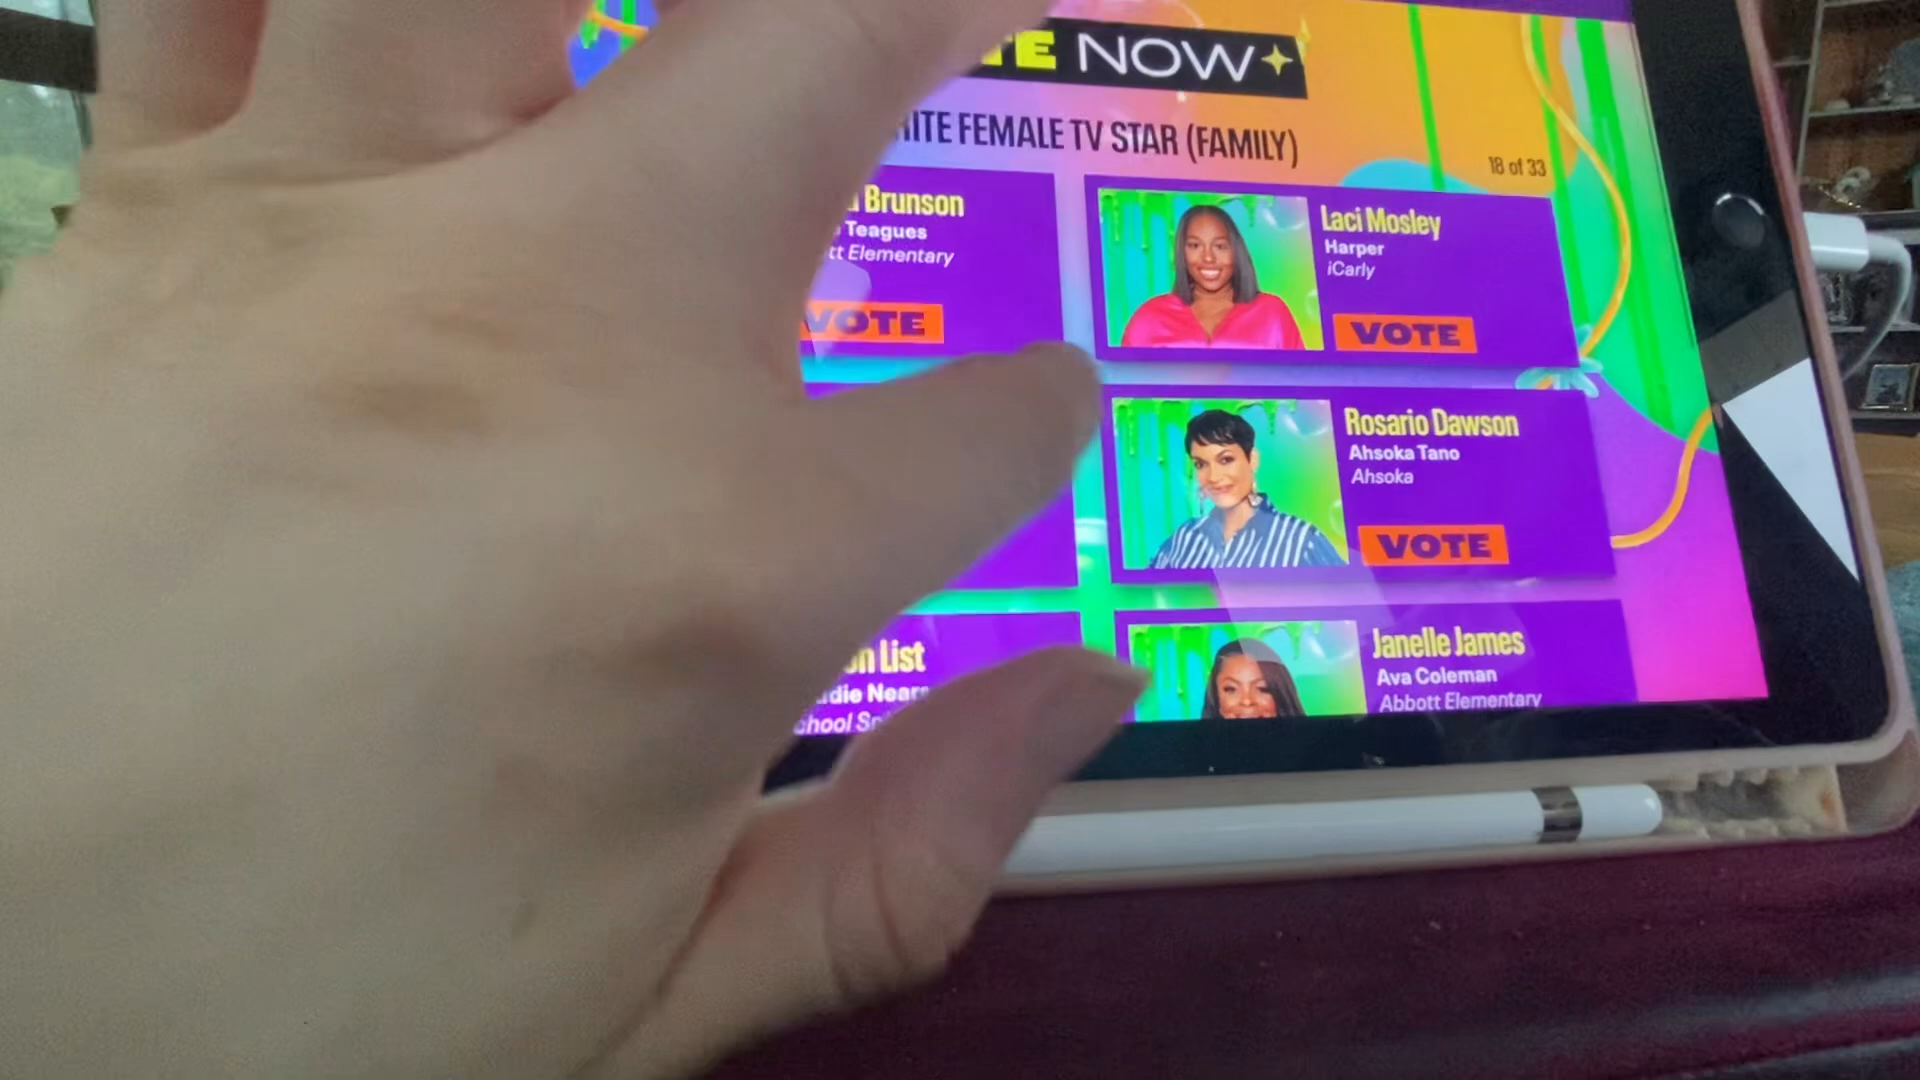 NOW
FEMALE TV STAR (FAMILY)
18 of 33
Brunson
Teagues
Elementary
VOTE
Laci Mosley
Harper
iCarly
VOTE
Rosario Dawson
Ahsoka Tano
Ahsoka
VOTE
List
Janelle James
Ava Coleman
Abbott Elementary